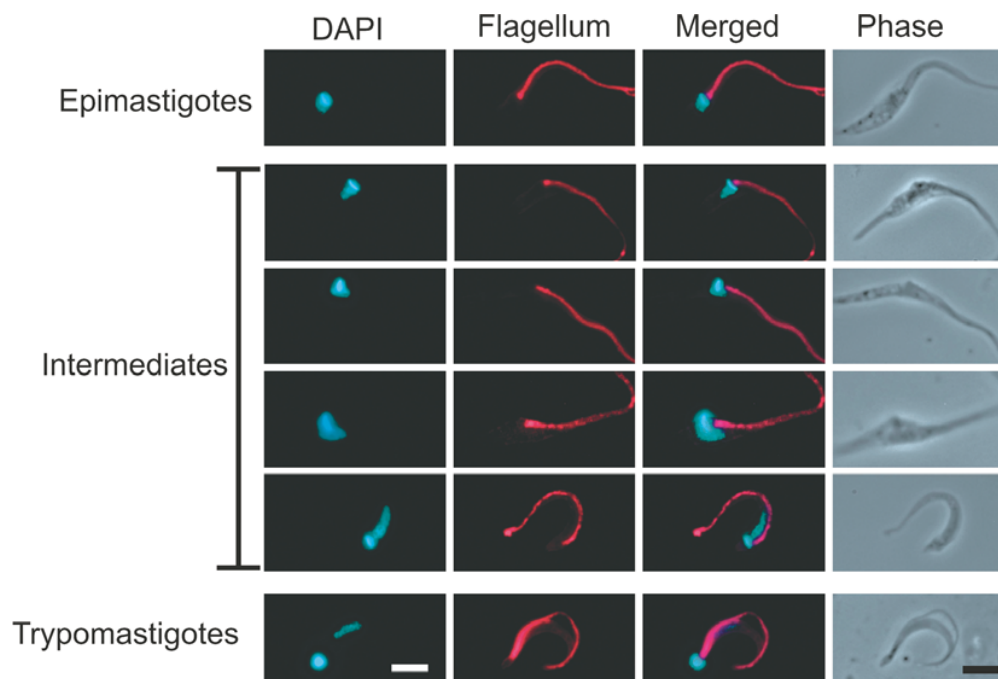 DAPI Flagellum Merged Phase
Epimastigotes
Intermediates
Trypomastigotes